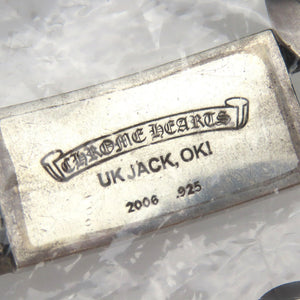 CHROME HEARTS
UK JACK, OKI
2006 .925